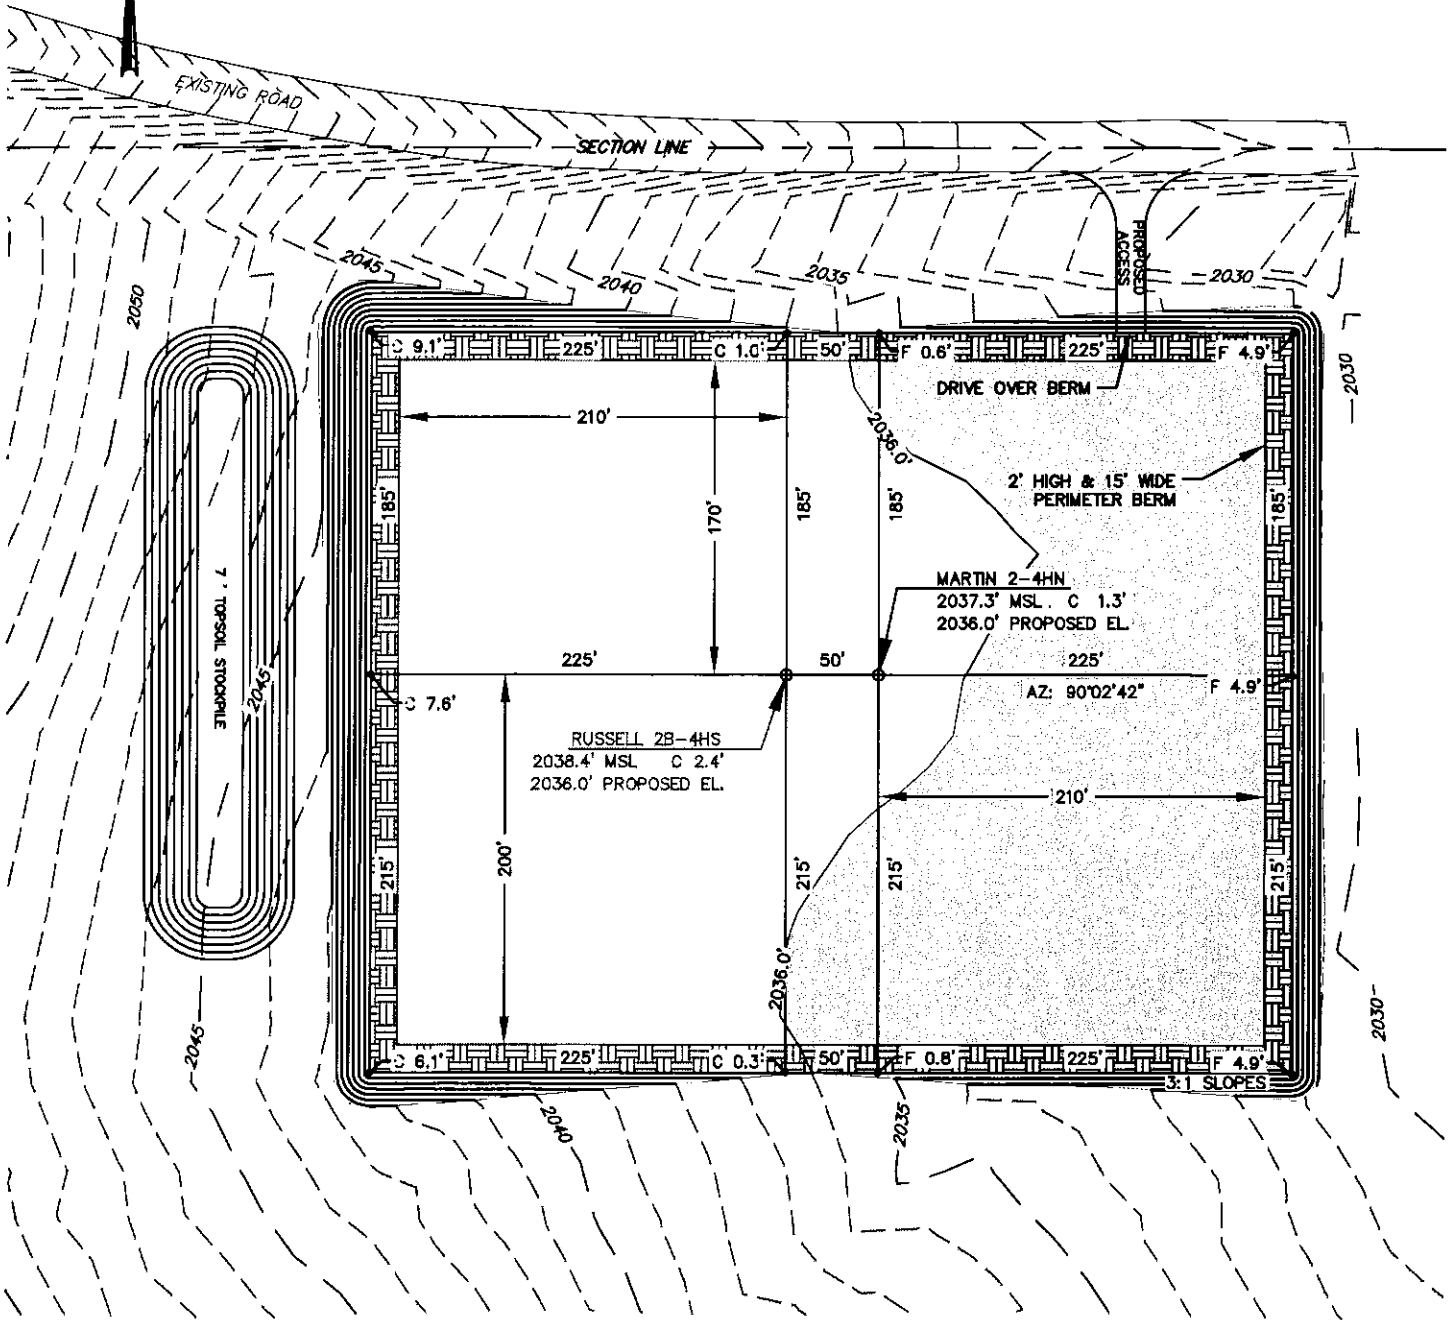 EXISTING ROAD
SECTION LINE
PROPOSED
ACCESS
2050
2045
2040
2035
2030
2030
C 9.1'
225'
C 1.0'
50'
F 0.6'
225'
F 4.9'
DRIVE OVER BERM
210'
2036.0'
2' HIGH & 15' WIDE
PERIMETER BERM
185'
170'
185'
185'
185'
7' TOPSOIL STOCKPILE
2045
MARTIN 2-4HN
2037.3' MSL. C 1.3'
2036.0' PROPOSED EL.
225'
50'
225'
AZ: 90°02'42"
F 4.9'
C 7.6'
RUSSELL 2B-4HS
2038.4' MSL C 2.4'
2036.0' PROPOSED EL.
210'
200'
215'
215'
215'
215'
2036.0'
2045
2030
C 6.1'
225'
C 0.3'
50'
F 0.8'
225'
F 4.9'
3:1 SLOPES
2040
2035